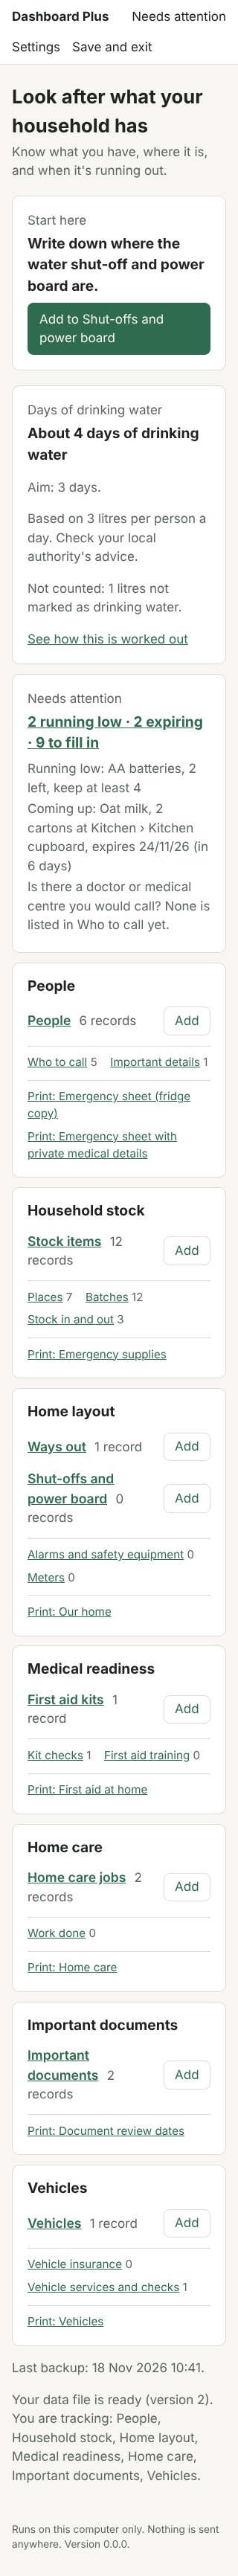 Dashboard Plus Needs attention
Settings Save and exit
Look after what your
household has
Know what you have, where it is,
and when it's running out.
Start here
Write down where the
water shut-off and power
board are.
Add to Shut-offs and
power board
Days of drinking water
About 4 days of drinking
water
Aim: 3 days.
Based on 3 litres per person a
day. Check your local
authority's advice.
Not counted: 1 litres not
marked as drinking water.
See how this is worked out
Needs attention
2 running low · 2 expiring
· 9 to fill in
Running low: AA batteries, 2
left, keep at least 4
Coming up: Oat milk, 2
cartons at Kitchen › Kitchen
cupboard, expires 24/11/26 (in
6 days)
Is there a doctor or medical
centre you would call? None is
listed in Who to call yet.
People
People 6 records Add
Who to call 5 Important details 1
Print: Emergency sheet (fridge
copy)
Print: Emergency sheet with
private medical details
Household stock
Stock items 12
records
Add
Places 7 Batches 12
Stock in and out 3
Print: Emergency supplies
Home layout
Ways out 1 record Add
Shut-offs and
power board 0
records
Add
Alarms and safety equipment 0
Meters 0
Print: Our home
Medical readiness
First aid kits 1
record
Add
Kit checks 1 First aid training 0
Print: First aid at home
Home care
Home care jobs 2
records
Add
Work done 0
Print: Home care
Important documents
Important
documents 2
records
Add
Print: Document review dates
Vehicles
Vehicles 1 record Add
Vehicle insurance 0
Vehicle services and checks 1
Print: Vehicles
Last backup: 18 Nov 2026 10:41.
Your data file is ready (version 2).
You are tracking: People,
Household stock, Home layout,
Medical readiness, Home care,
Important documents, Vehicles.
Runs on this computer only. Nothing is sent
anywhere. Version 0.0.0.